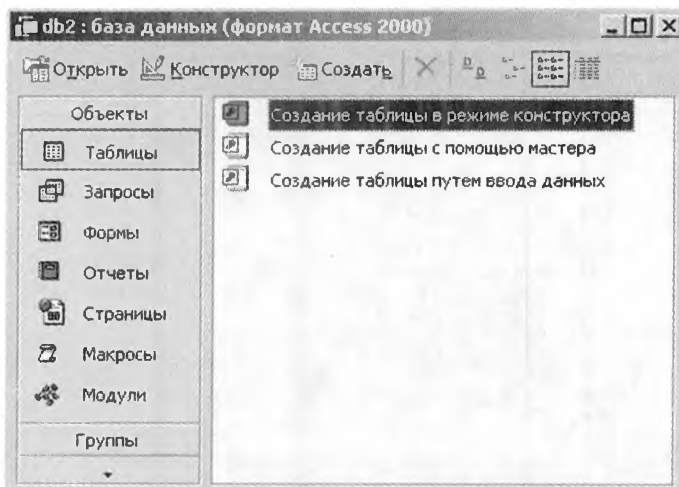 db2 : база данных (формат Access 2000)
Открыть Конструктор Создать
Объекты
Таблицы
Запросы
Формы
Отчеты
Страницы
Макросы
Модули
Группы
Создание таблицы в режиме конструктора
Создание таблицы с помощью мастера
Создание таблицы путем ввода данных